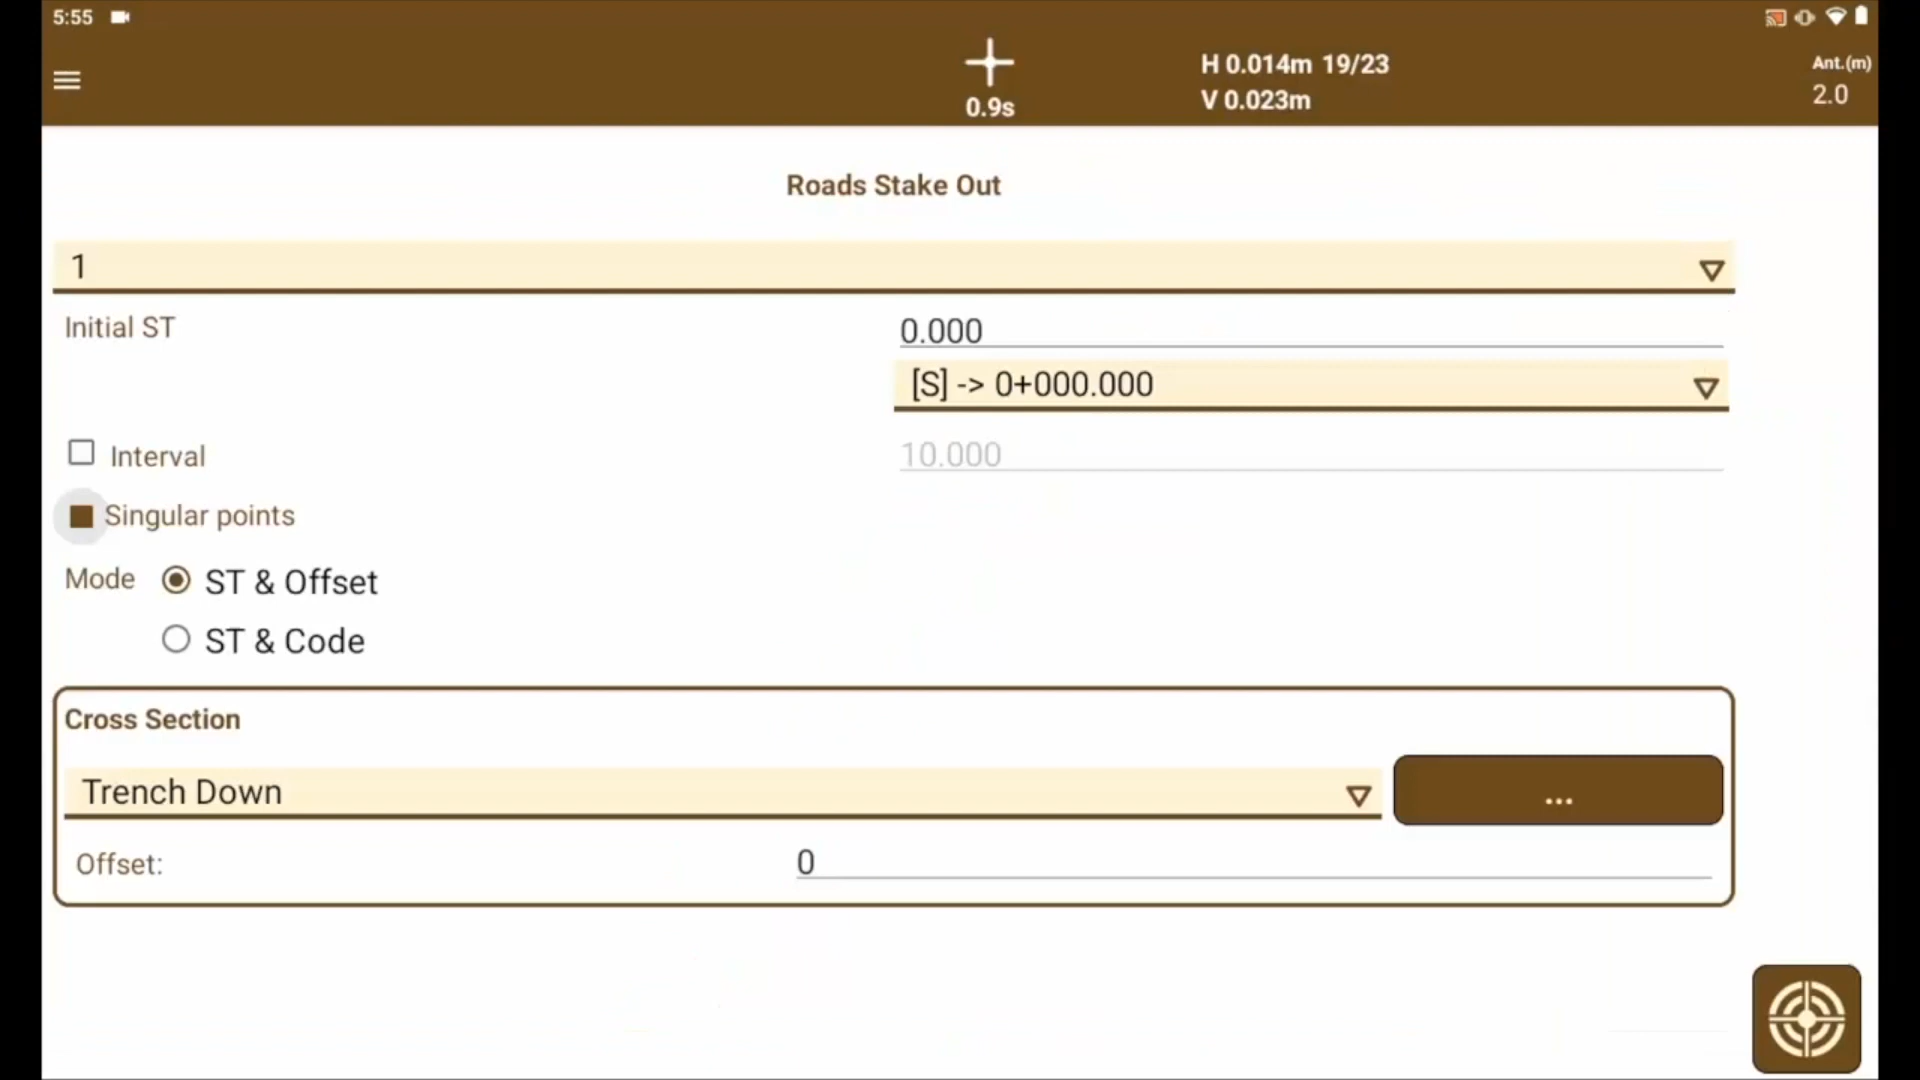 5:55
H 0.014m 19/23
Ant.(m)
0.9s
V 0.023m
2.0
Roads Stake Out
1
Initial ST
0.000
[S] -> 0+000.000
Interval
10.000
Singular points
Mode
ST & Offset
ST & Code
Cross Section
Trench Down
...
Offset:
0